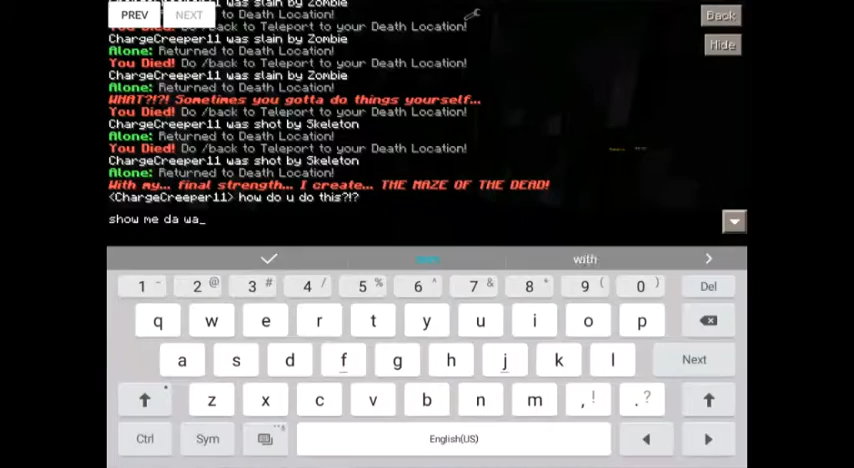 PREV
NEXT
was slain by Zombie
to your Death Location!
Back
ChargeCreeper11 was slain by Zombie
Alone: Returned to Death Location!
Hide
You Died! Do /back to Teleport to your Death Location!
ChargeCreeper11 was slain by Zombie
Alone: Returned to Death Location!
WHAT?!?! Sometimes you gotta do things yourself...
You Died! Do /back to Teleport to your Death Location!
ChargeCreeper11 was shot by Skeleton
Alone: Returned to Death Location!
You Died! Do /back to Teleport to your Death Location!
ChargeCreeper11 was shot by Skeleton
Alone: Returned to Death Location!
With my... final strength... I create... THE MAZE OF THE DEAD!
<ChargeCreeper11> how do u do this?!?
show me da wa_
with
1 - 2 @ 3 # 4 / 5 % 6 ^ 7 & 8 * 9 ( 0 ) Del
q w e r t y u i o p
a s d f g h j k l Next
z x c v b n m , ! . ?
Ctrl Sym English(US)